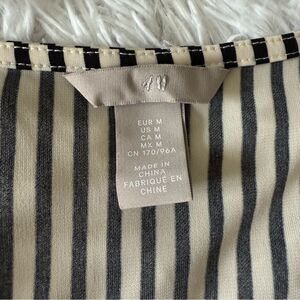 H&M
EUR M
US M
CA M
MX M
CN 170/96A
MADE IN
CHINA
FABRIQUÉ EN
CHINE